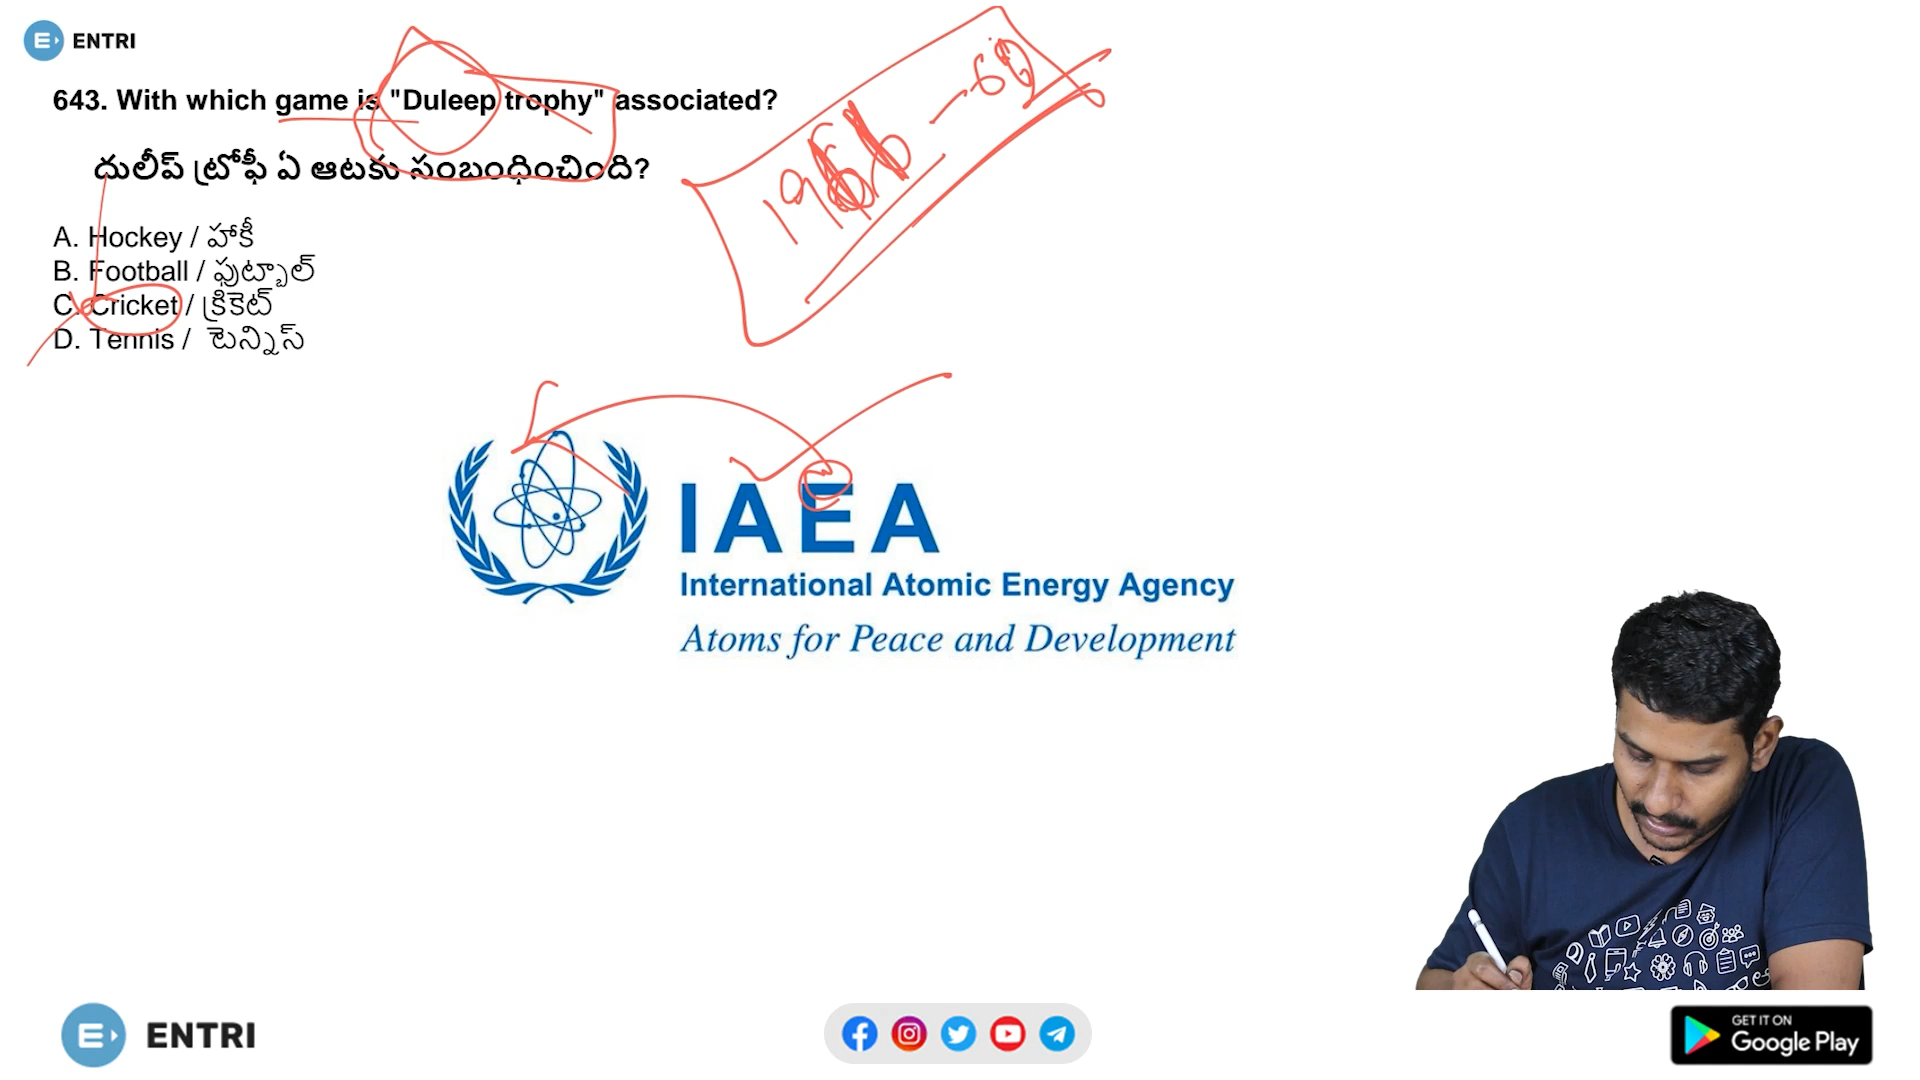 ENTRI
643. With which game is "Duleep trophy" associated?
దులీప్ ట్రోఫీ ఏ ఆటకు సంబంధించింది?
A. Hockey / హాకీ
B. Football / ఫుట్బాల్
C. Cricket / క్రికెట్
D. Tennis / టెన్నిస్
IAEA
International Atomic Energy Agency
Atoms for Peace and Development
ENTRI
GET IT ON
Google Play